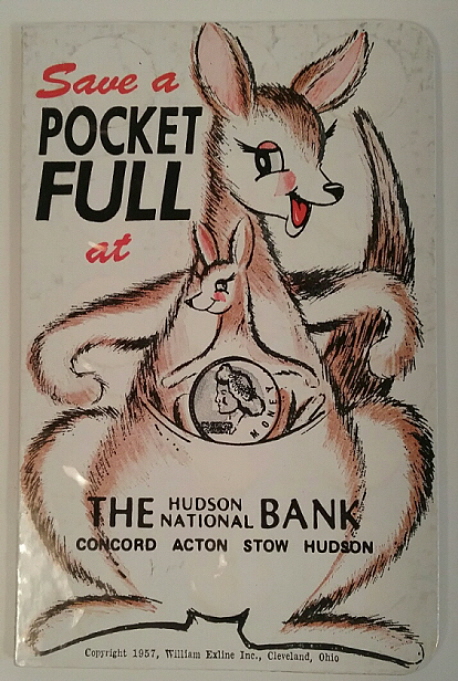 Save a
POCKET
FULL
at
MONEY
THE HUDSON NATIONAL BANK
CONCORD ACTON STOW HUDSON
Copyright 1957, William Exline Inc., Cleveland, Ohio